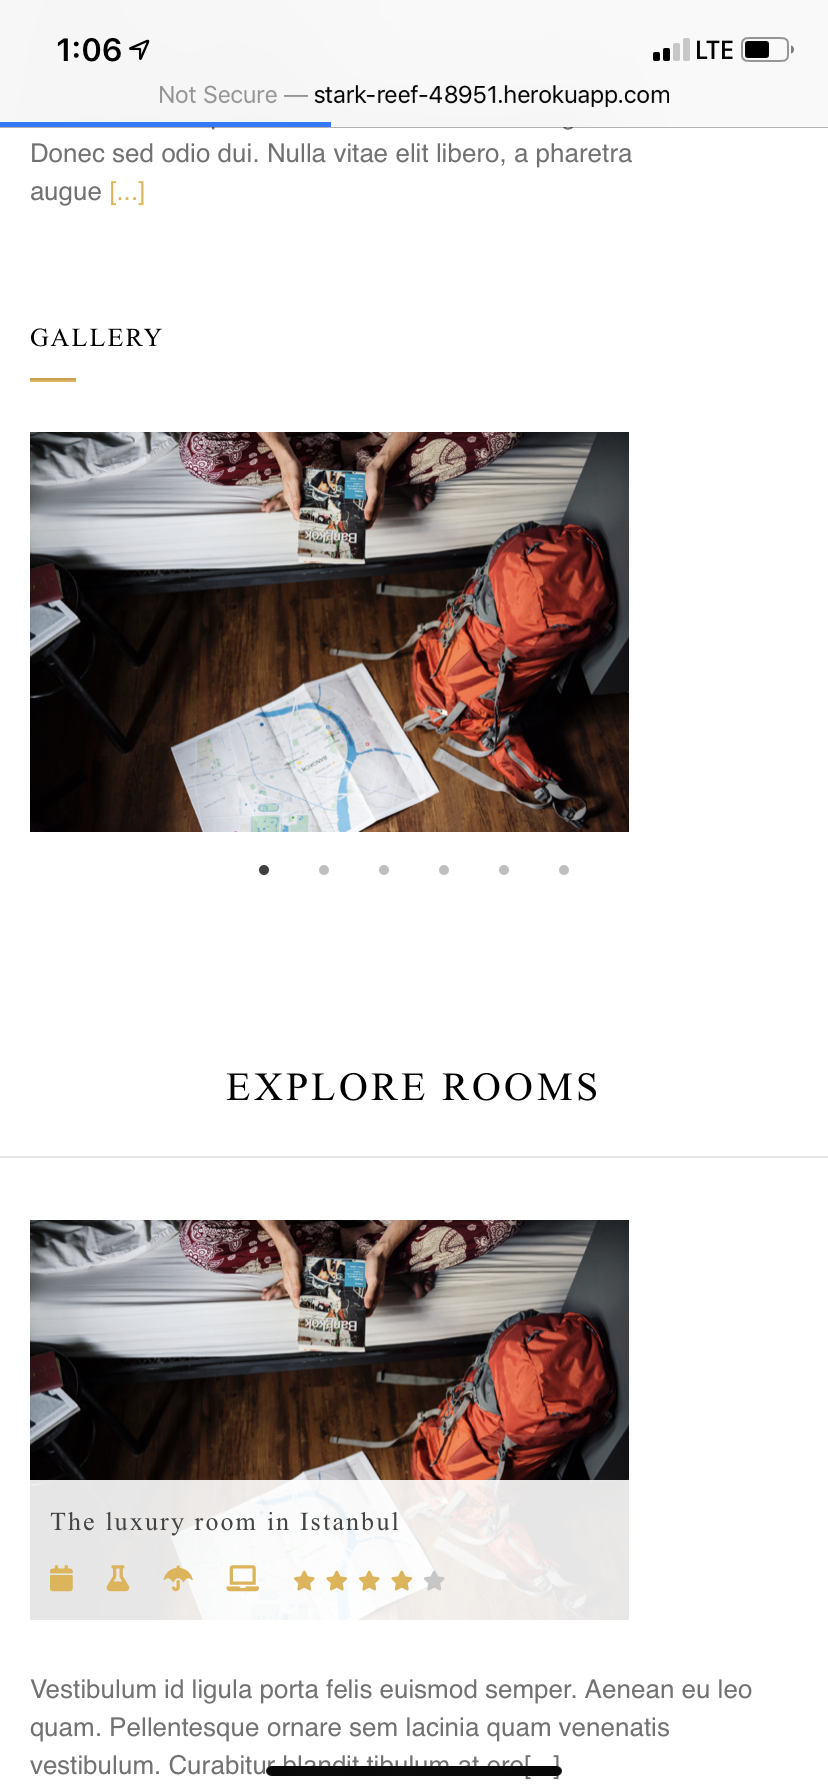 1:06
LTE
Not Secure — stark-reef-48951.herokuapp.com
Donec sed odio dui. Nulla vitae elit libero, a pharetra
augue [...]
GALLERY
Bangkok
EXPLORE ROOMS
Bangkok
The luxury room in Istanbul
Vestibulum id ligula porta felis euismod semper. Aenean eu leo
quam. Pellentesque ornare sem lacinia quam venenatis
vestibulum. Curabitur blandit tibulum at